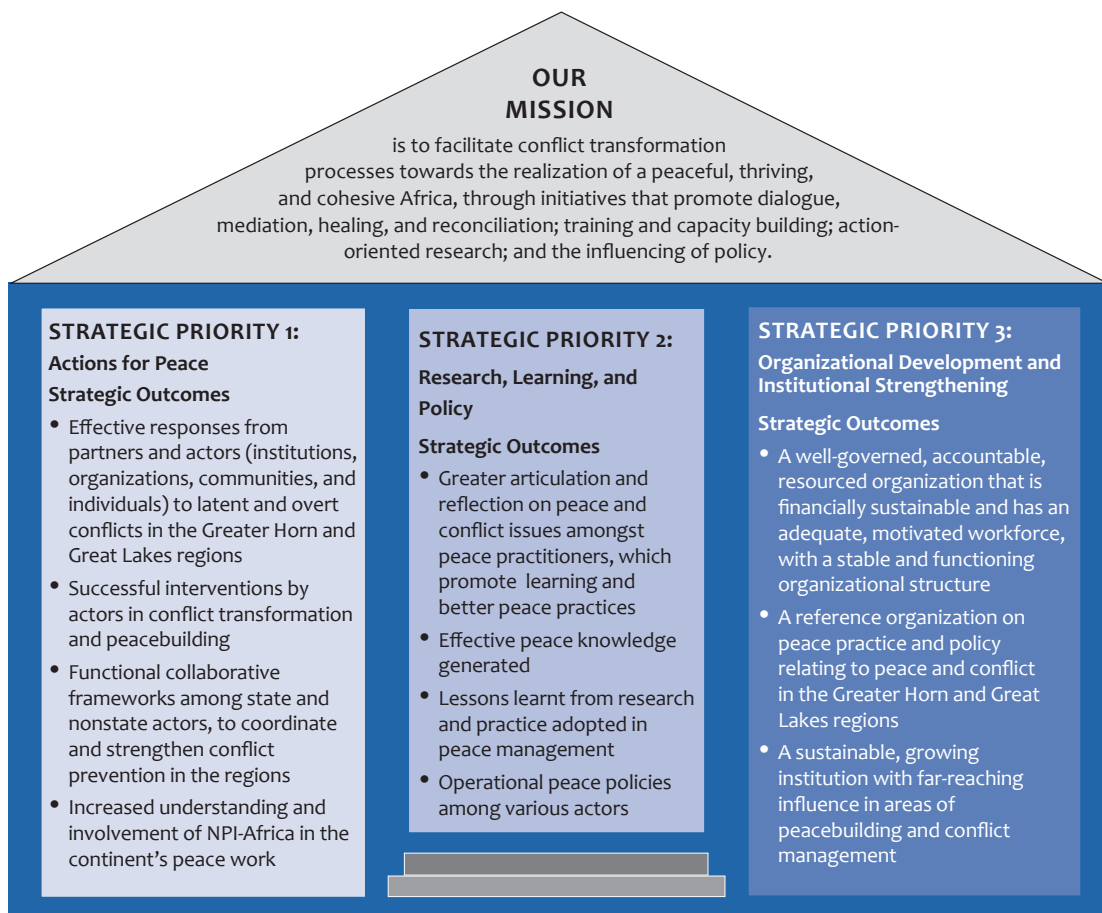 OUR
MISSION
is to facilitate conflict transformation
processes towards the realization of a peaceful, thriving,
and cohesive Africa, through initiatives that promote dialogue,
mediation, healing, and reconciliation; training and capacity building; action-
oriented research; and the influencing of policy.
STRATEGIC PRIORITY 1:
Actions for Peace
Strategic Outcomes
• Effective responses from
partners and actors (institutions,
organizations, communities, and
individuals) to latent and overt
conflicts in the Greater Horn and
Great Lakes regions
• Successful interventions by
actors in conflict transformation
and peacebuilding
• Functional collaborative
frameworks among state and
nonstate actors, to coordinate
and strengthen conflict
prevention in the regions
• Increased understanding and
involvement of NPI-Africa in the
continent's peace work
STRATEGIC PRIORITY 2:
Research, Learning, and
Policy
Strategic Outcomes
• Greater articulation and
reflection on peace and
conflict issues amongst
peace practitioners, which
promote learning and
better peace practices
• Effective peace knowledge
generated
• Lessons learnt from research
and practice adopted in
peace management
• Operational peace policies
among various actors
STRATEGIC PRIORITY 3:
Organizational Development and
Institutional Strengthening
Strategic Outcomes
• A well-governed, accountable,
resourced organization that is
financially sustainable and has an
adequate, motivated workforce,
with a stable and functioning
organizational structure
• A reference organization on
peace practice and policy
relating to peace and conflict
in the Greater Horn and Great
Lakes regions
• A sustainable, growing
institution with far-reaching
influence in areas of
peacebuilding and conflict
management